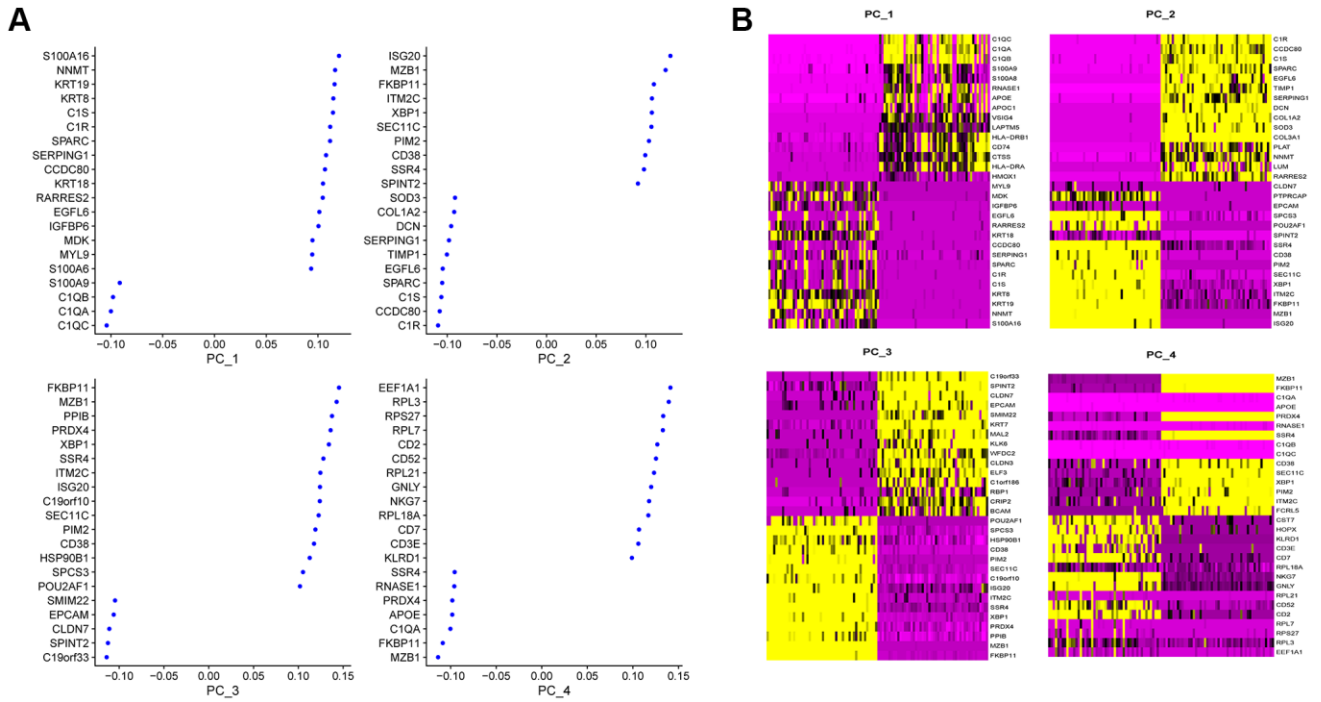 A
S100A16
NNMT
KRT19
KRT8
C1S
C1R
SPARC
SERPING1
CCDC80
KRT18
RARRES2
EGFL6
IGFBP6
MDK
MYL9
S100A6
S100A9
C1QB
C1QA
C1QC
−0.10 −0.05 0.00 0.05 0.10
PC_1
ISG20
MZB1
FKBP11
ITM2C
XBP1
SEC11C
PIM2
CD38
SSR4
SPINT2
SOD3
COL1A2
DCN
SERPING1
TIMP1
EGFL6
SPARC
C1S
CCDC80
C1R
−0.10 −0.05 0.00 0.05 0.10
PC_2
FKBP11
MZB1
PPIB
PRDX4
XBP1
SSR4
ITM2C
ISG20
C19orf10
SEC11C
PIM2
CD38
HSP90B1
SPCS3
POU2AF1
SMIM22
EPCAM
CLDN7
SPINT2
C19orf33
−0.10 −0.05 0.00 0.05 0.10 0.15
PC_3
EEF1A1
RPL3
RPS27
RPL7
CD2
CD52
RPL21
GNLY
NKG7
RPL18A
CD7
CD3E
KLRD1
SSR4
RNASE1
PRDX4
APOE
C1QA
FKBP11
MZB1
−0.10 −0.05 0.00 0.05 0.10 0.15
PC_4
B
PC_1
C1QC
C1QA
C1QB
S100A9
S100A8
RNASE1
APOE
APOC1
VSIG4
LAPTM5
HLA−DRB1
CD74
CTSS
HLA−DRA
HMOX1
MYL9
MDK
IGFBP6
EGFL6
RARRES2
KRT18
CCDC80
SERPING1
SPARC
C1R
C1S
KRT8
KRT19
NNMT
S100A16
PC_2
C1R
CCDC80
C1S
SPARC
EGFL6
TIMP1
SERPING1
DCN
COL1A2
SOD3
COL3A1
PLAT
NNMT
LUM
RARRES2
CLDN7
PTPRCAP
EPCAM
SPCS3
POU2AF1
SPINT2
SSR4
CD38
PIM2
SEC11C
XBP1
ITM2C
FKBP11
MZB1
ISG20
PC_3
C19orf33
SPINT2
CLDN7
EPCAM
SMIM22
KRT7
MAL2
KLK6
WFDC2
CLDN3
ELF3
C1orf186
RBP1
CRIP2
BCAM
POU2AF1
SPCS3
HSP90B1
CD38
PIM2
SEC11C
C19orf10
ISG20
ITM2C
SSR4
XBP1
PRDX4
PPIB
MZB1
FKBP11
PC_4
MZB1
FKBP11
C1QA
APOE
PRDX4
RNASE1
SSR4
C1QB
C1QC
CD38
SEC11C
XBP1
PIM2
ITM2C
FCRL5
CST7
HOPX
KLRD1
CD3E
CD7
RPL18A
NKG7
GNLY
RPL21
CD52
CD2
RPL7
RPS27
RPL3
EEF1A1